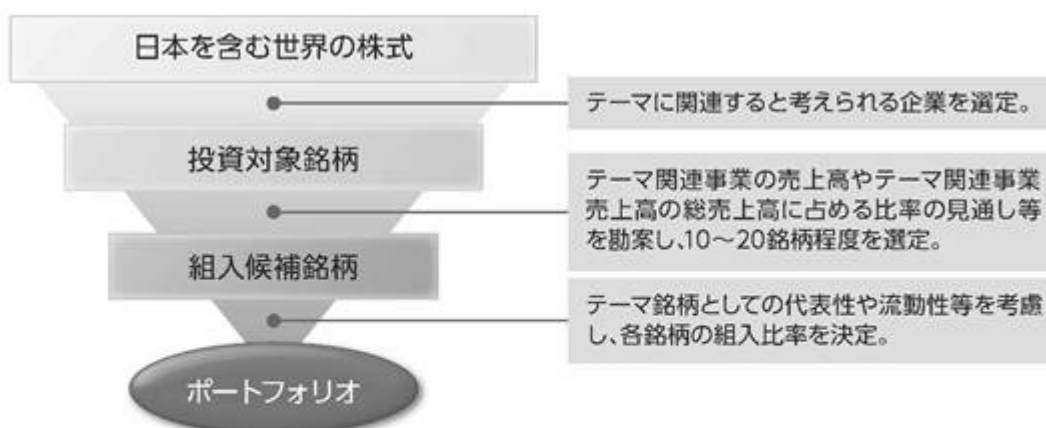 日本を含む世界の株式
テーマに関連すると考えられる企業を選定。
投資対象銘柄
テーマ関連事業の売上高やテーマ関連事業
売上高の総売上高に占める比率の見通し等
を勘案し、10～20銘柄程度を選定。
組入候補銘柄
テーマ銘柄としての代表性や流動性等を考慮
し、各銘柄の組入比率を決定。
ポートフォリオ